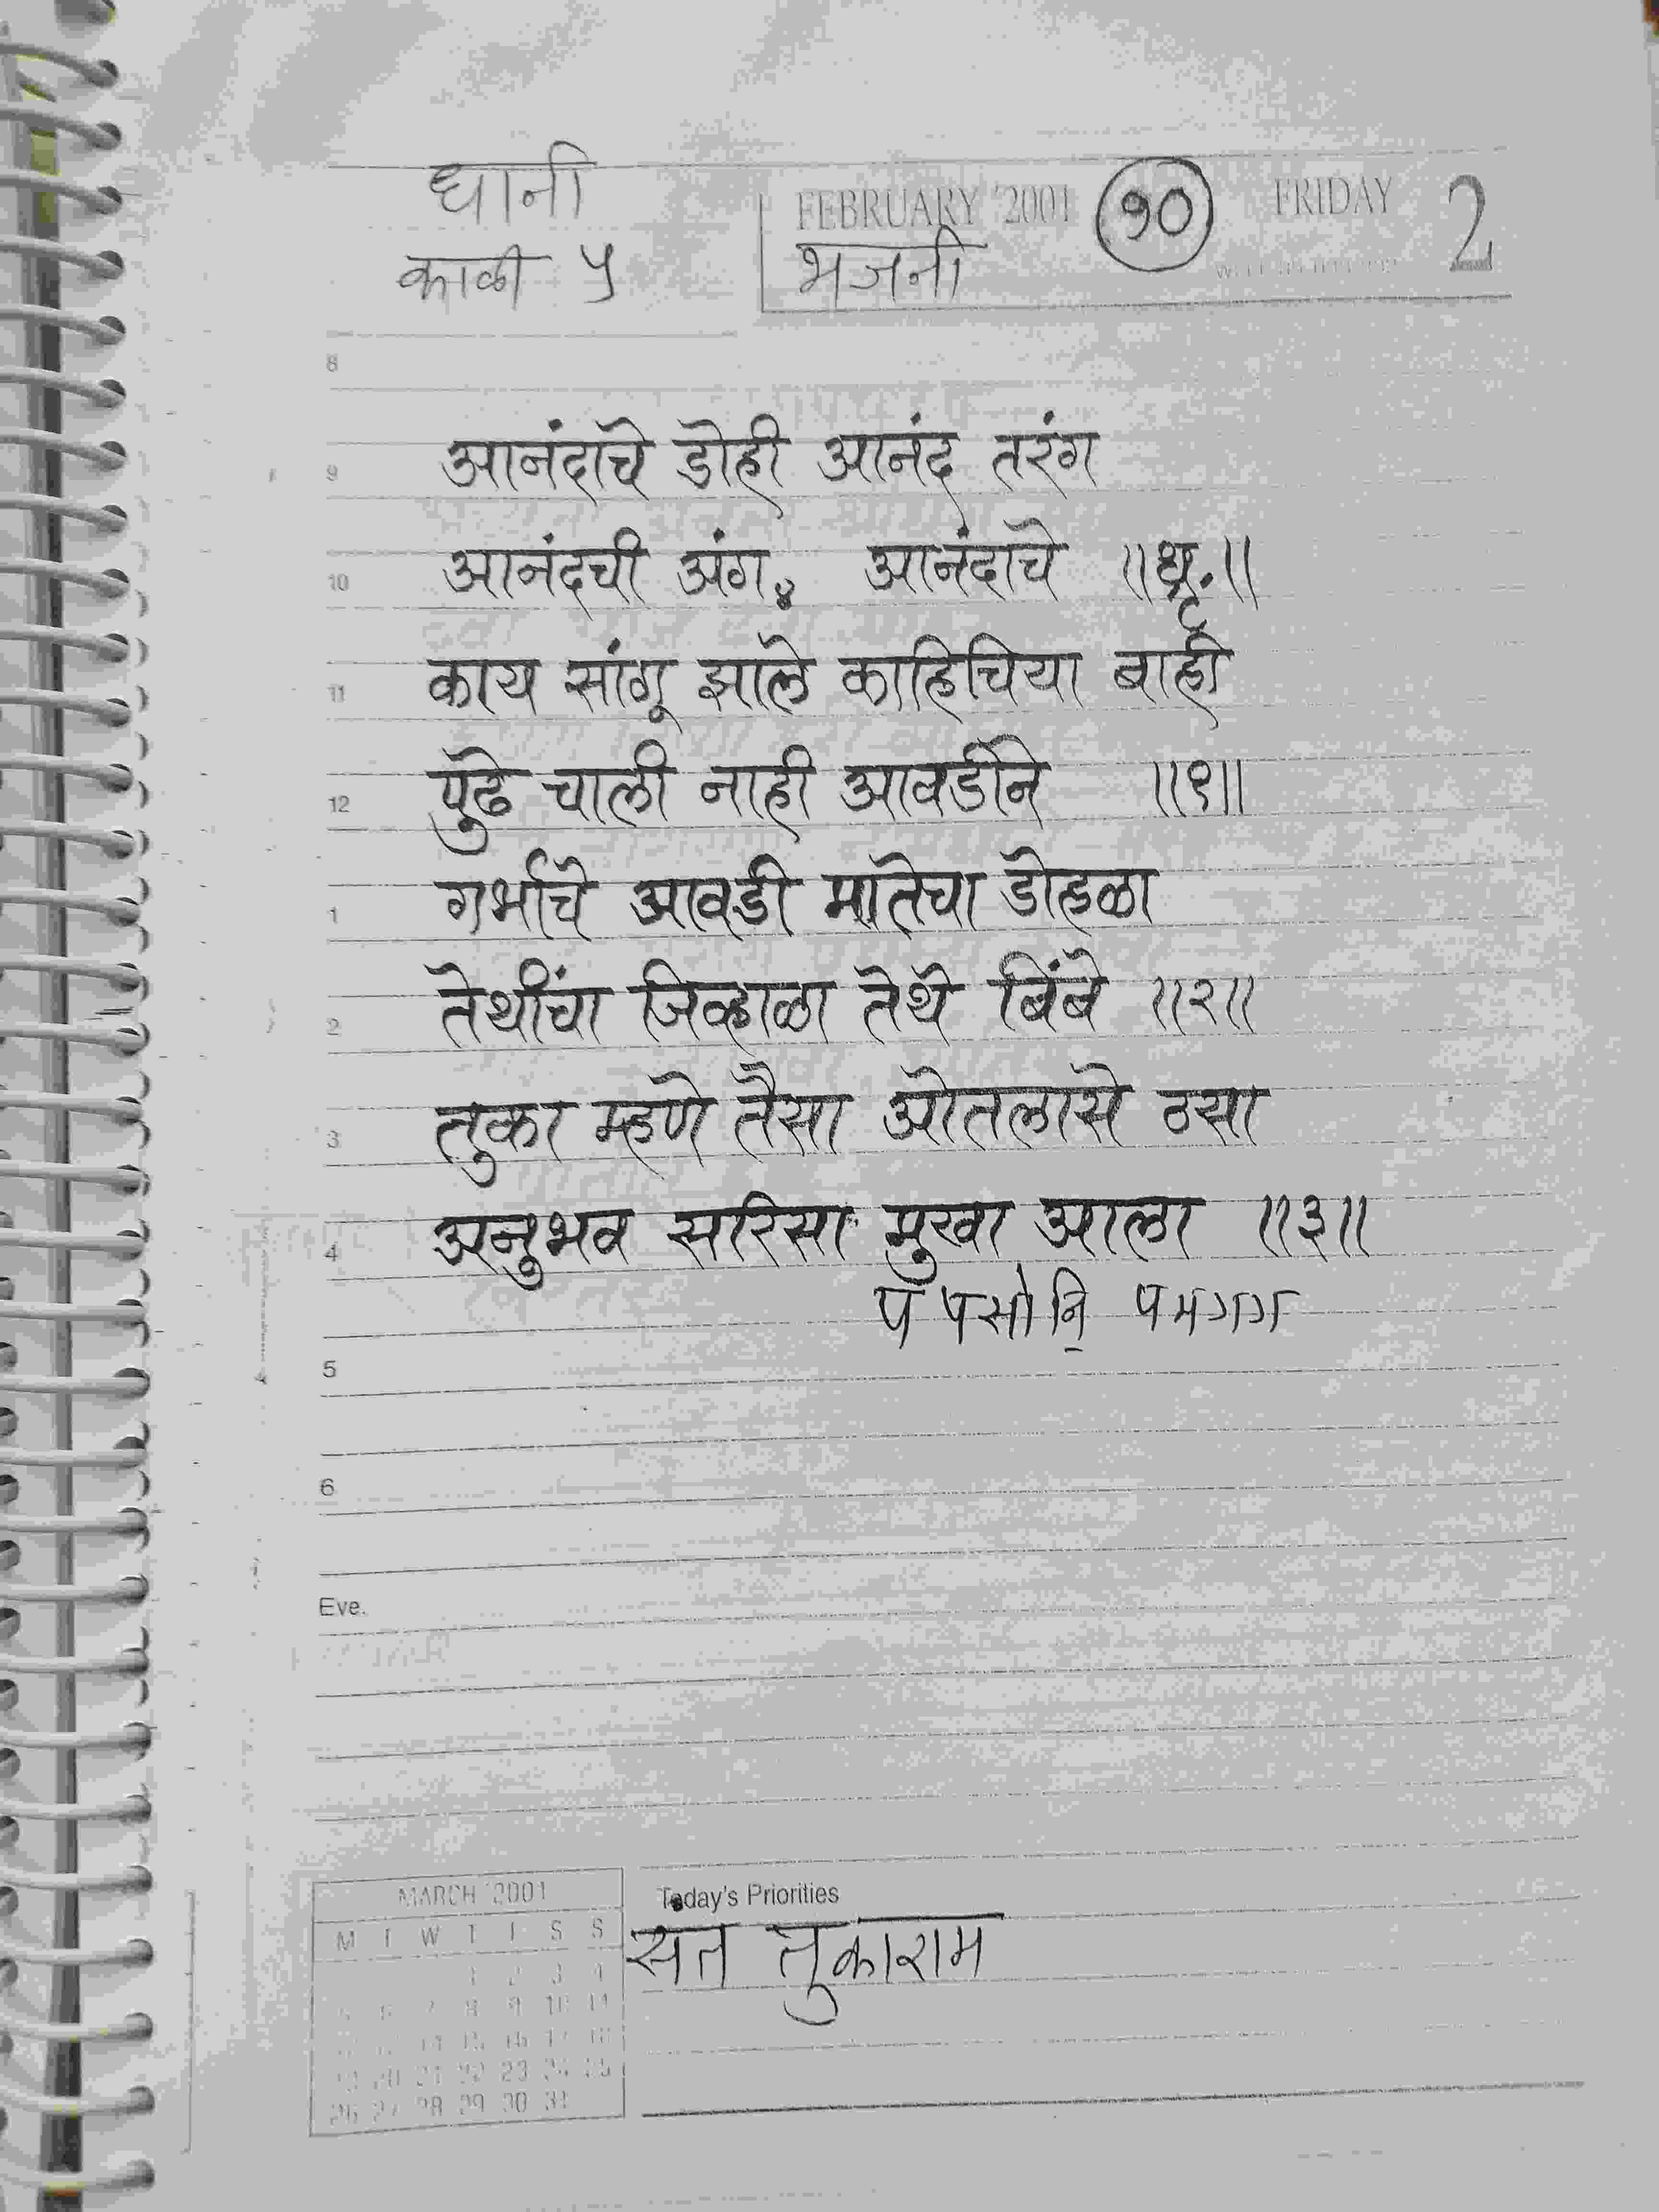 धानी
काळी ५
FEBRUARY '2001 १० FRIDAY 2
भजनी
8
9 आनंदाचे डोही आनंद तरंग
10 आनंदची अंग. आनंदाचे ॥धृ.॥
11 काय सांगू झाले काहिचिया बाही
12 पुढे चाली नाही आवडीने ॥१॥
1 गर्भाचे आवडी मातेचा डोहळा
2 तेथींचा जिव्हाळा तेथे बिंबे ॥२॥
3 तुका म्हणे तैसा ओतलासे ठसा
4 अनुभव सरिसा मुखा आला ॥३॥
प पसां नि॒ पमगग
5
6
Eve.
MARCH '2001
M T W T F S S
1 2 3 4
5 6 7 8 9 10 11
14 15 16 17 18
19 20 21 22 23 24 25
26 27 28 29 30 31
Today's Priorities
संत तुकाराम